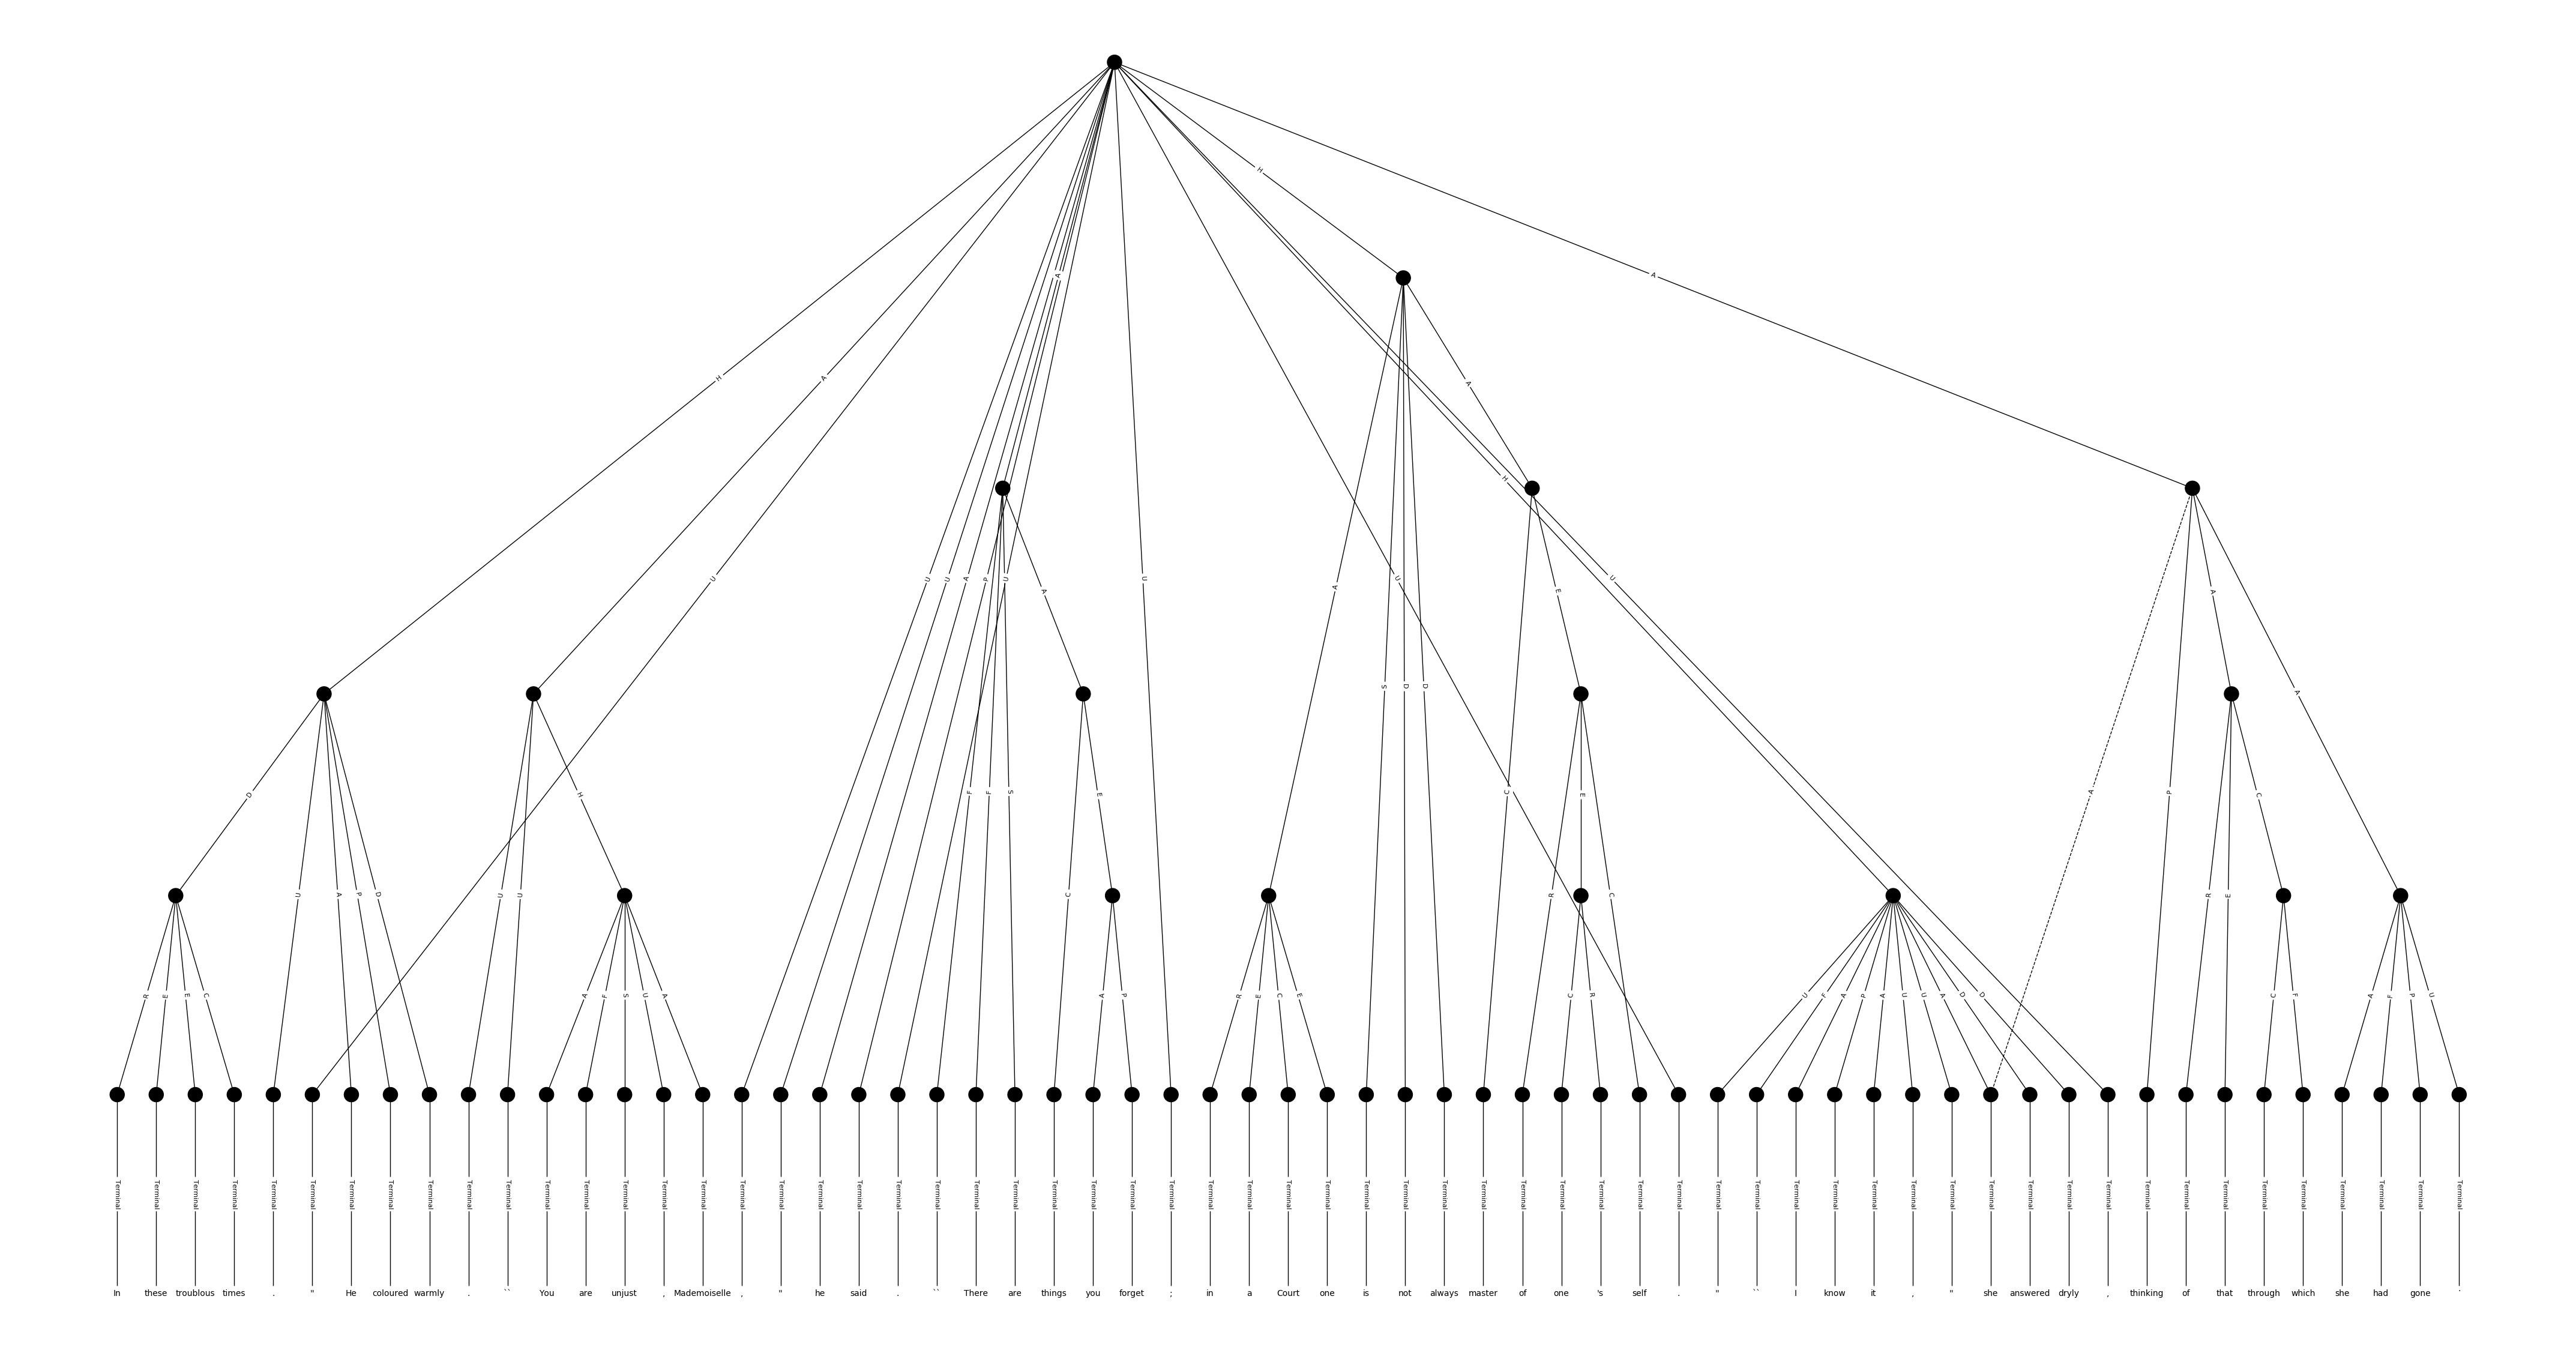 H H A
A
H A
A
H
U U U A P U U U U A E
D F F S C E A S D D C R E C P R E A C A
U A P D U U
R E E C A F S U A A P R E C E C R U F A P A U U A D D C F A F P U
Terminal Terminal Terminal Terminal Terminal Terminal Terminal Terminal Terminal Terminal Terminal Terminal Terminal Terminal Terminal Terminal Terminal Terminal Terminal Terminal Terminal Terminal Terminal Terminal Terminal Terminal Terminal Terminal Terminal Terminal Terminal Terminal Terminal Terminal Terminal Terminal Terminal Terminal Terminal Terminal Terminal Terminal Terminal Terminal Terminal Terminal Terminal Terminal Terminal Terminal Terminal Terminal Terminal Terminal Terminal Terminal Terminal Terminal Terminal Terminal Terminal
In these troublous times . " He coloured warmly . `` You are unjust , Mademoiselle , " he said . `` There are things you forget ; in a Court one is not always master of one 's self . " `` I know it , " she answered dryly , thinking of that through which she had gone .